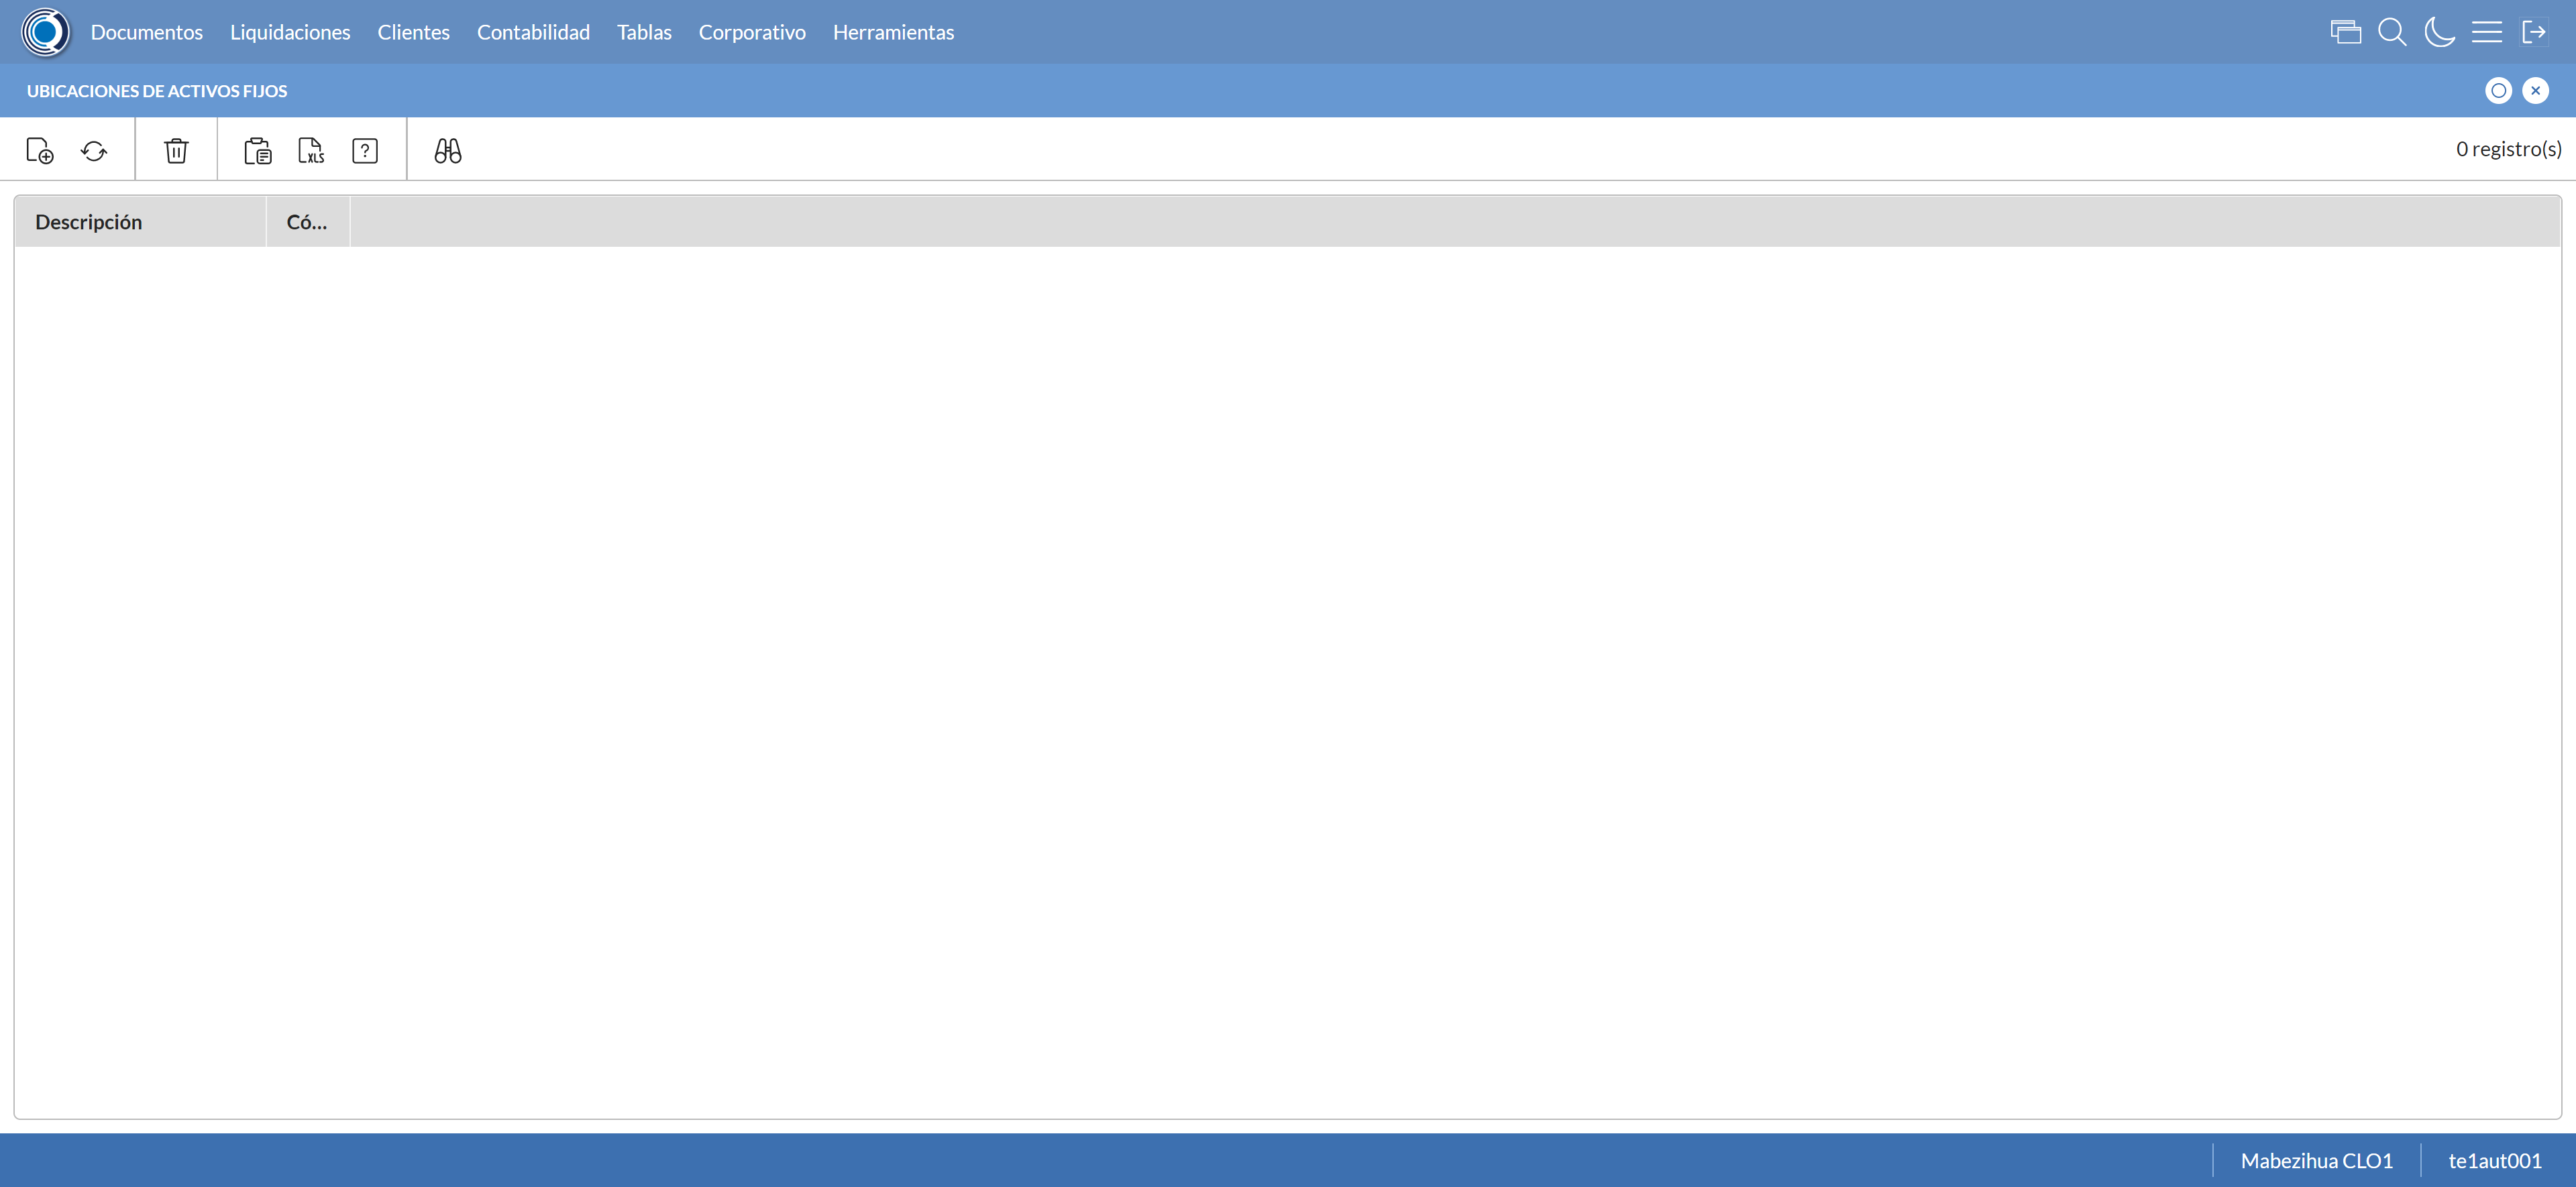 Documentos Liquidaciones Clientes Contabilidad Tablas Corporativo Herramientas
UBICACIONES DE ACTIVOS FIJOS
XLS ? 0 registro(s)
Descripción Có...
Mabezihua CLO1 te1aut001